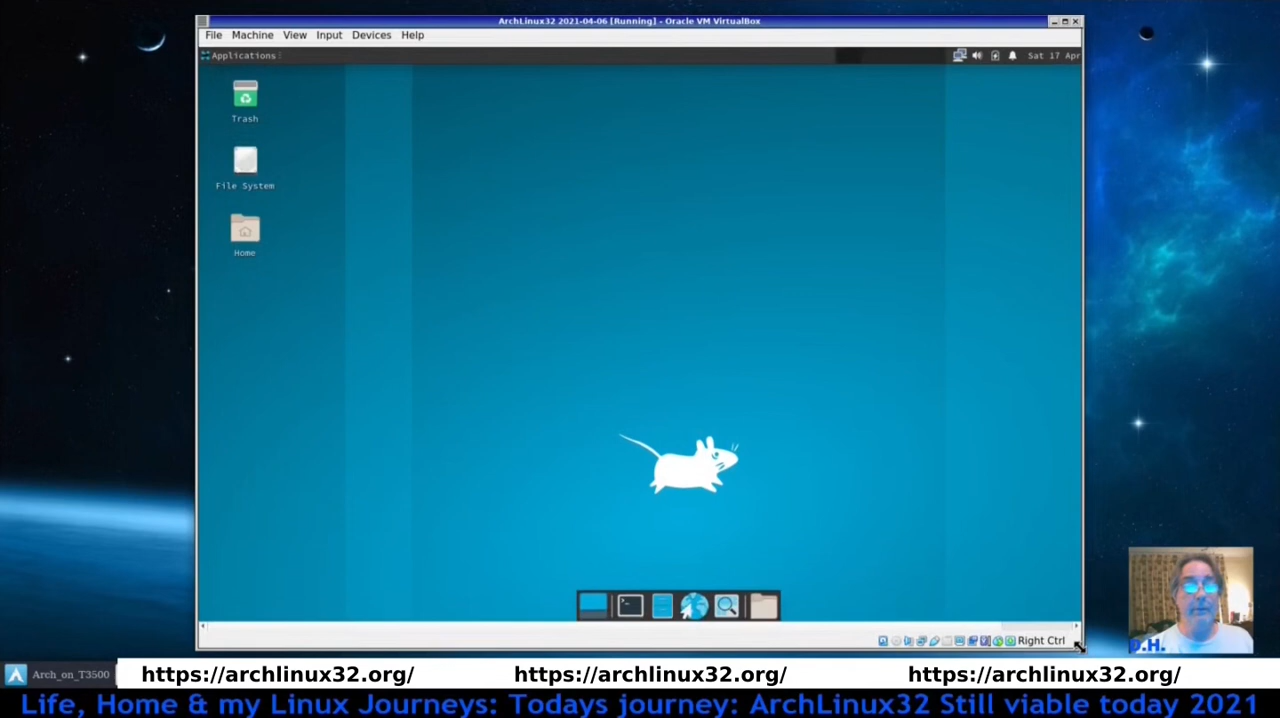 ArchLinux32 2021-04-06 [Running] - Oracle VM VirtualBox
File Machine View Input Devices Help
Applications
Sat 17 Apr
Trash
File System
Home
Right Ctrl
D.H.
Arch_on_T3500
https://archlinux32.org/ https://archlinux32.org/ https://archlinux32.org/
Life, Home & my Linux Journeys: Todays journey: ArchLinux32 Still viable today 2021